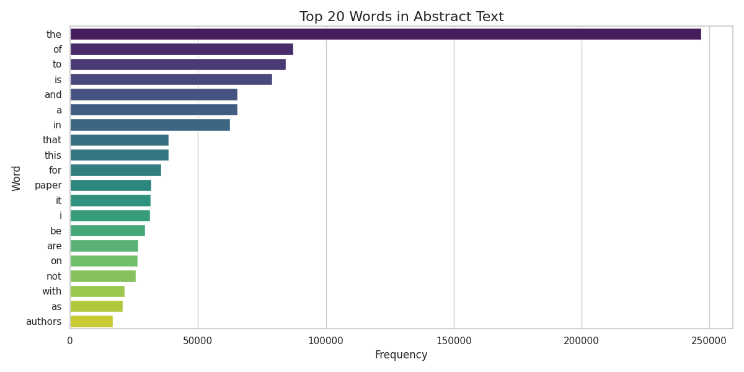 Top 20 Words in Abstract Text
the
of
to
is
and
a
in
that
this
for
paper
it
i
be
are
on
not
with
as
authors
Word
0 50000 100000 150000 200000 250000
Frequency